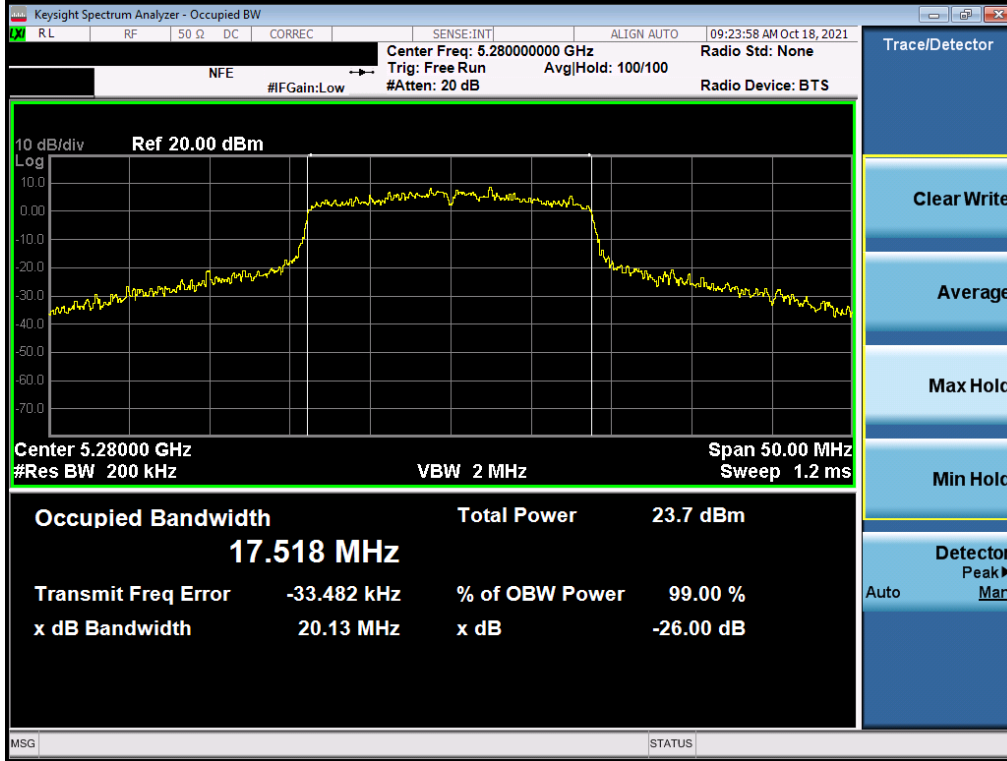 Keysight Spectrum Analyzer - Occupied BW
LXI RL RF 50 Ω DC CORREC SENSE:INT ALIGN AUTO 09:23:58 AM Oct 18, 2021
Center Freq: 5.280000000 GHz Radio Std: None
NFE Trig: Free Run Avg|Hold: 100/100
#IFGain:Low #Atten: 20 dB Radio Device: BTS
Trace/Detector
10 dB/div Ref 20.00 dBm
Log
10.0
0.00
-10.0
-20.0
-30.0
-40.0
-50.0
-60.0
-70.0
Center 5.28000 GHz Span 50.00 MHz
#Res BW 200 kHz VBW 2 MHz Sweep 1.2 ms
Occupied Bandwidth Total Power 23.7 dBm
17.518 MHz
Transmit Freq Error -33.482 kHz % of OBW Power 99.00 %
x dB Bandwidth 20.13 MHz x dB -26.00 dB
Clear Write
Average
Max Hold
Min Hold
Detector
Peak
Auto Man
MSG STATUS